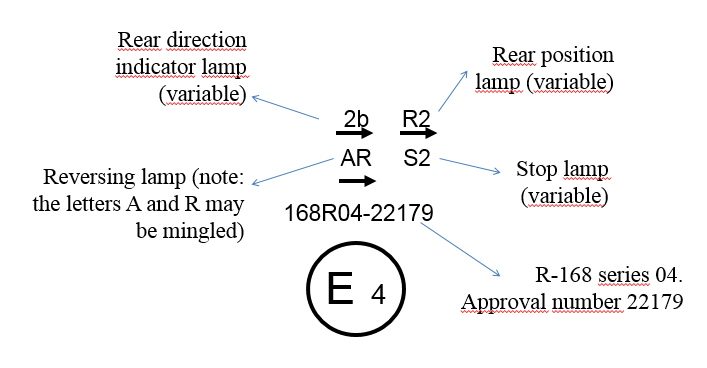 Rear direction
indicator lamp
(variable)
Rear position
lamp (variable)
2b R2
AR S2
Reversing lamp (note:
the letters A and R may
be mingled)
Stop lamp
(variable)
168R04-22179
E 4
R-168 series 04.
Approval number 22179